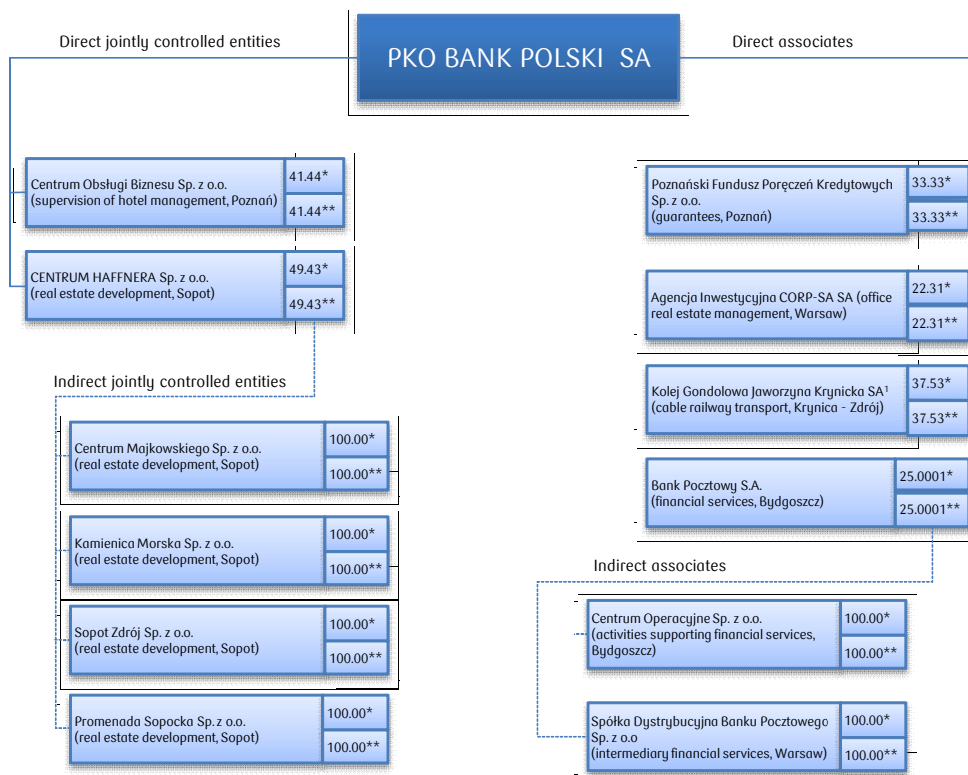 PKO BANK POLSKI SA
Direct jointly controlled entities
Centrum Obsługi Biznesu Sp. z o.o.
(supervision of hotel management, Poznań)
41.44*
41.44**
CENTRUM HAFFNERA Sp. z o.o.
(real estate development, Sopot)
49.43*
49.43**
Indirect jointly controlled entities
Centrum Majkowskiego Sp. z o.o.
(real estate development, Sopot)
100.00*
100.00**
Kamienica Morska Sp. z o.o.
(real estate development, Sopot)
100.00*
100.00**
Sopot Zdrój Sp. z o.o.
(real estate development, Sopot)
100.00*
100.00**
Promenada Sopocka Sp. z o.o.
(real estate development, Sopot)
100.00*
100.00**
Direct associates
Poznański Fundusz Poręczeń Kredytowych
Sp. z o.o.
(guarantees, Poznań)
33.33*
33.33**
Agencja Inwestycyjna CORP-SA SA (office
real estate management, Warsaw)
22.31*
22.31**
Kolej Gondolowa Jaworzyna Krynicka SA¹
(cable railway transport, Krynica - Zdrój)
37.53*
37.53**
Bank Pocztowy S.A.
(financial services, Bydgoszcz)
25.0001*
25.0001**
Indirect associates
Centrum Operacyjne Sp. z o.o.
(activities supporting financial services,
Bydgoszcz)
100.00*
100.00**
Spółka Dystrybucyjna Banku Pocztowego
Sp. z o.o
(intermediary financial services, Warsaw)
100.00*
100.00**